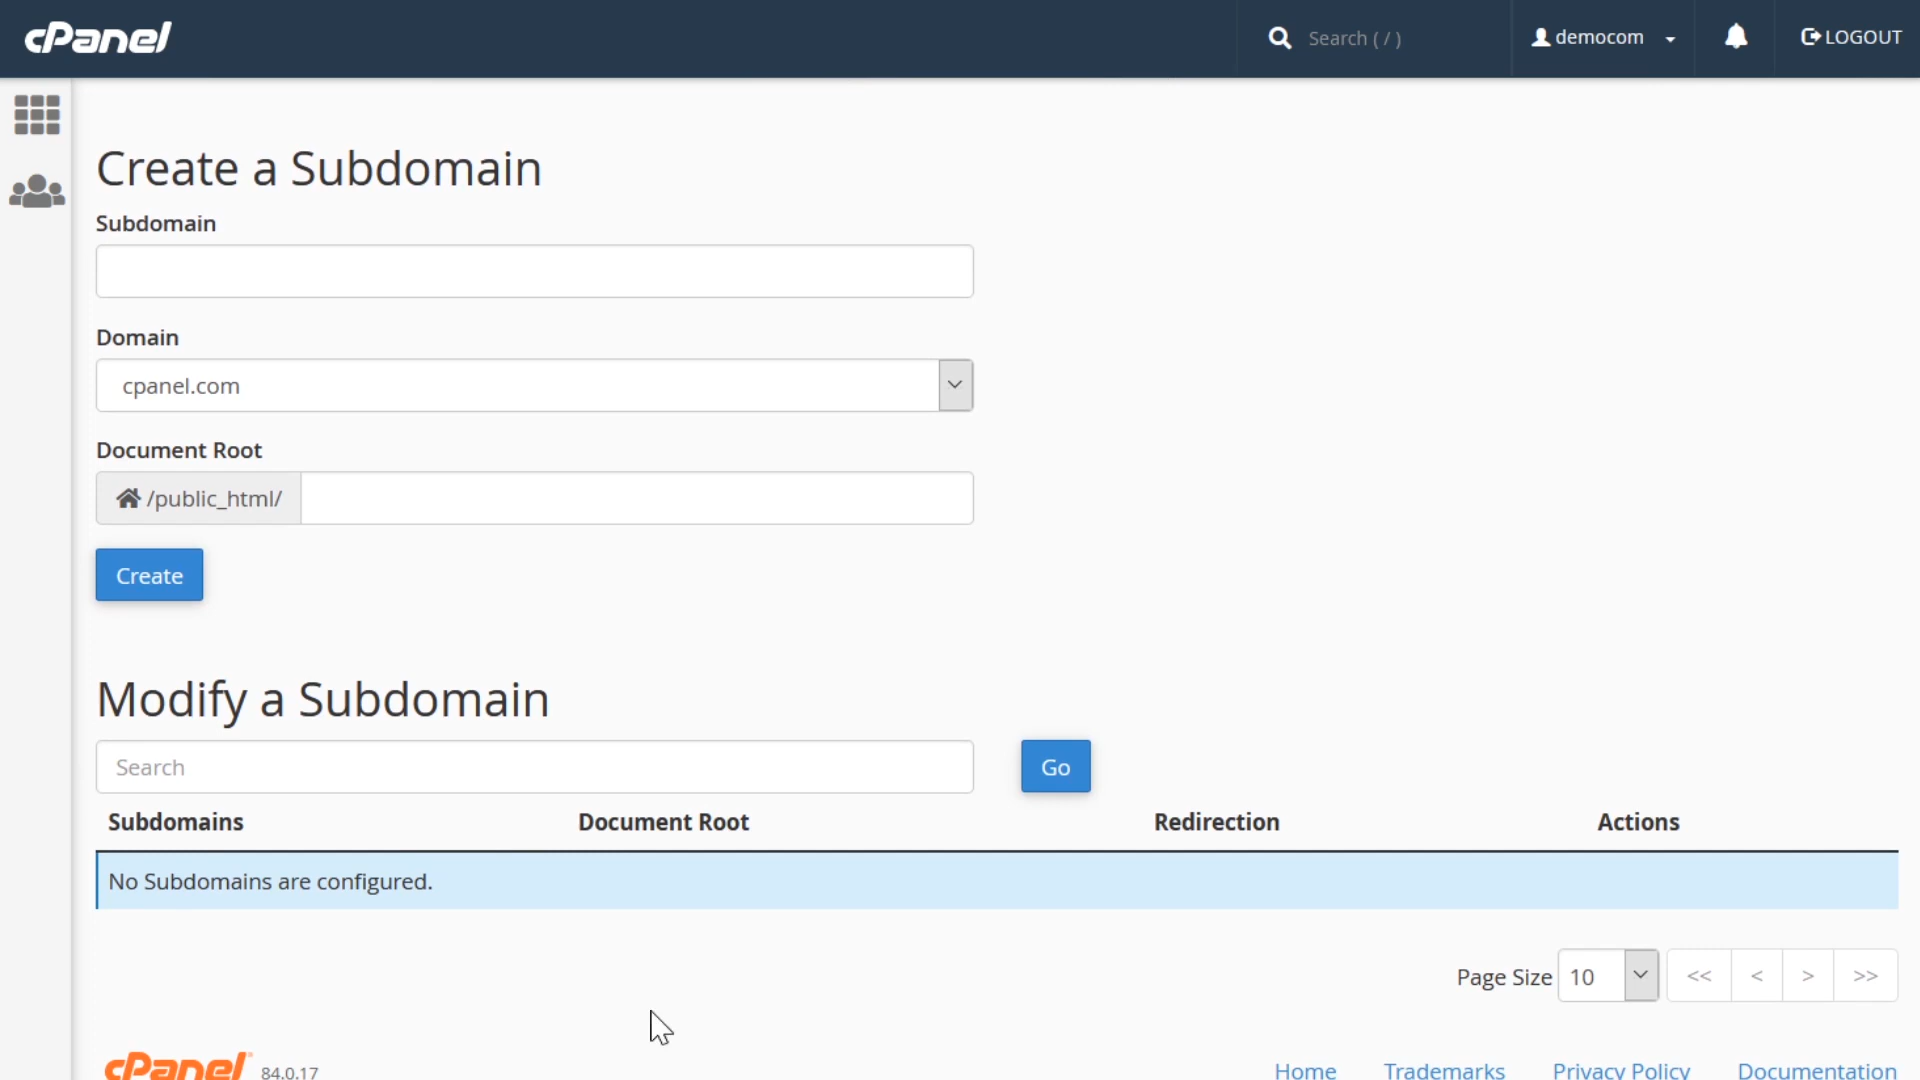 cPanel
Search ( / )
democom
LOGOUT
Create a Subdomain
Subdomain
Domain
cpanel.com
Document Root
/public_html/
Create
Modify a Subdomain
Search
Go
Subdomains Document Root Redirection Actions
No Subdomains are configured.
Page Size 10 << < > >>
cPanel 84.0.17 Home Trademarks Privacy Policy Documentation